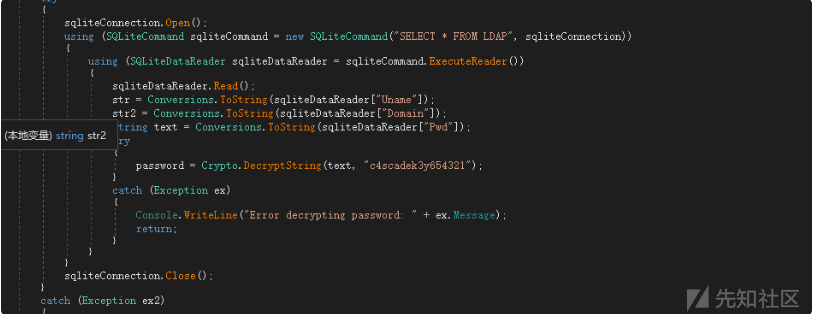 {
sqliteConnection.Open();
using (SQLiteCommand sqliteCommand = new SQLiteCommand("SELECT * FROM LDAP", sqliteConnection))
{
using (SQLiteDataReader sqliteDataReader = sqliteCommand.ExecuteReader())
{
sqliteDataReader.Read();
str = Conversions.ToString(sqliteDataReader["Uname"]);
str2 = Conversions.ToString(sqliteDataReader["Domain"]);
(本地变量) string str2
string text = Conversions.ToString(sqliteDataReader["Pwd"]);
{
password = Crypto.DecryptString(text, "c4scadek3y654321");
}
catch (Exception ex)
{
Console.WriteLine("Error decrypting password: " + ex.Message);
return;
}
}
}
sqliteConnection.Close();
}
catch (Exception ex2)
{
先知社区